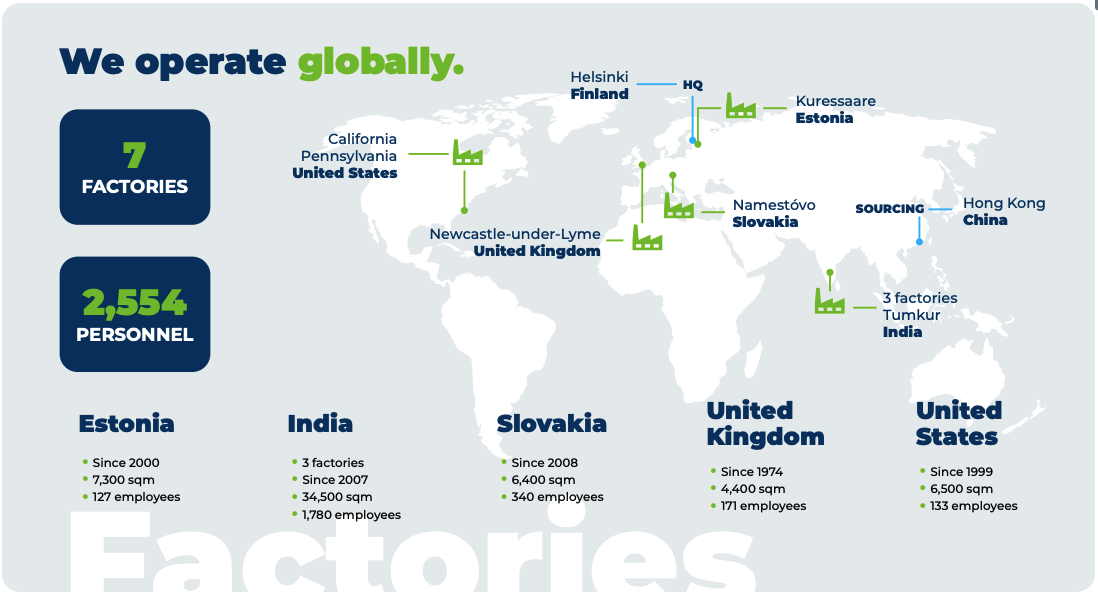 We operate globally.
7
FACTORIES
2,554
PERSONNEL
Helsinki
Finland
HQ
Kuressaare
Estonia
California
Pennsylvania
United States
Namestóvo
Slovakia
SOURCING
Hong Kong
China
Newcastle-under-Lyme
United Kingdom
3 factories
Tumkur
India
Estonia
• Since 2000
• 7,300 sqm
• 127 employees
India
• 3 factories
• Since 2007
• 34,500 sqm
• 1,780 employees
Slovakia
• Since 2008
• 6,400 sqm
• 340 employees
United
Kingdom
• Since 1974
• 4,400 sqm
• 171 employees
United
States
• Since 1999
• 6,500 sqm
• 133 employees
Factories